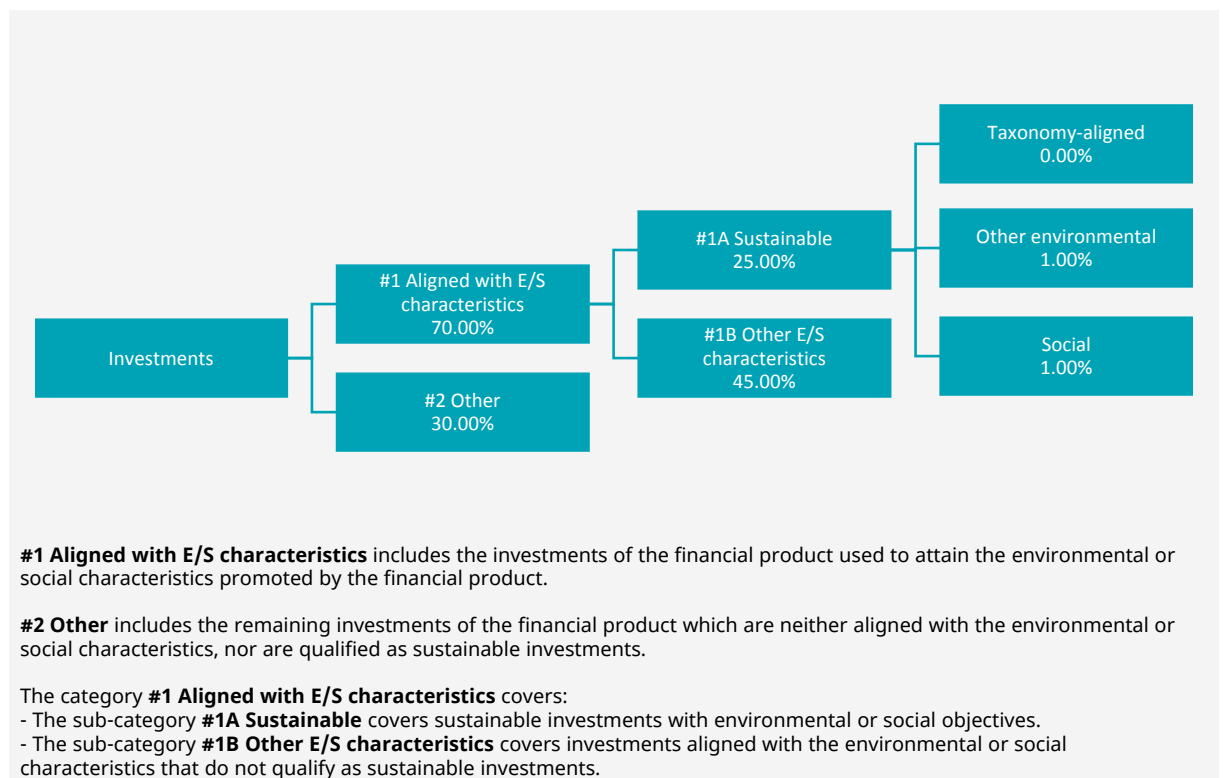 Taxonomy-aligned
0.00%
#1A Sustainable
25.00%
Other environmental
1.00%
#1 Aligned with E/S
characteristics
70.00%
Investments
#1B Other E/S
characteristics
45.00%
Social
1.00%
#2 Other
30.00%
#1 Aligned with E/S characteristics includes the investments of the financial product used to attain the environmental or
social characteristics promoted by the financial product.
#2 Other includes the remaining investments of the financial product which are neither aligned with the environmental or
social characteristics, nor are qualified as sustainable investments.
The category #1 Aligned with E/S characteristics covers:
- The sub-category #1A Sustainable covers sustainable investments with environmental or social objectives.
- The sub-category #1B Other E/S characteristics covers investments aligned with the environmental or social
characteristics that do not qualify as sustainable investments.